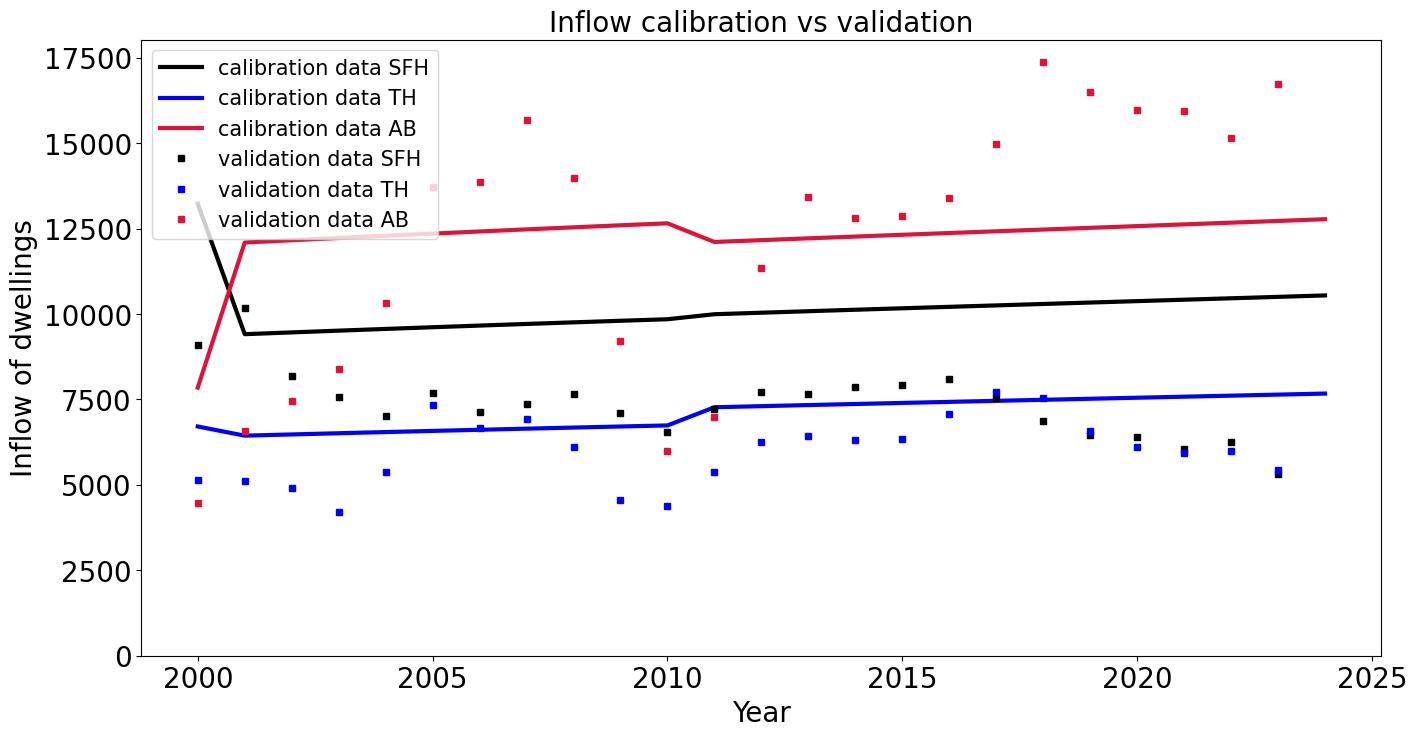 Inflow calibration vs validation
17500
15000
12500
10000
7500
5000
2500
0
Inflow of dwellings
calibration data SFH
calibration data TH
calibration data AB
validation data SFH
validation data TH
validation data AB
2000 2005 2010 2015 2020 2025
Year